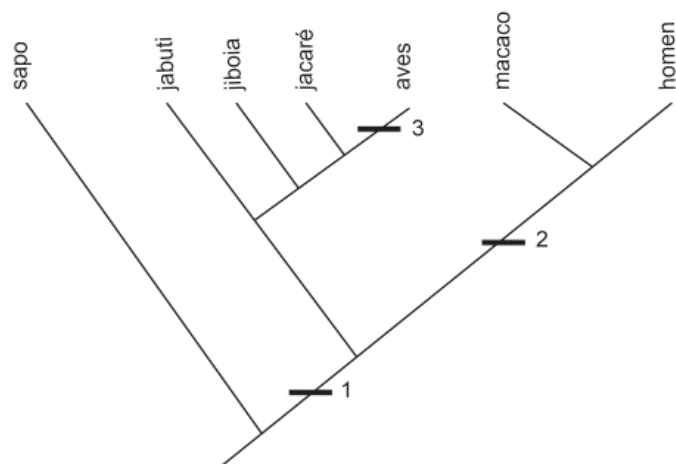 sapo
jabuti
jiboia
jacaré
aves
macaco
homen
3
2
1